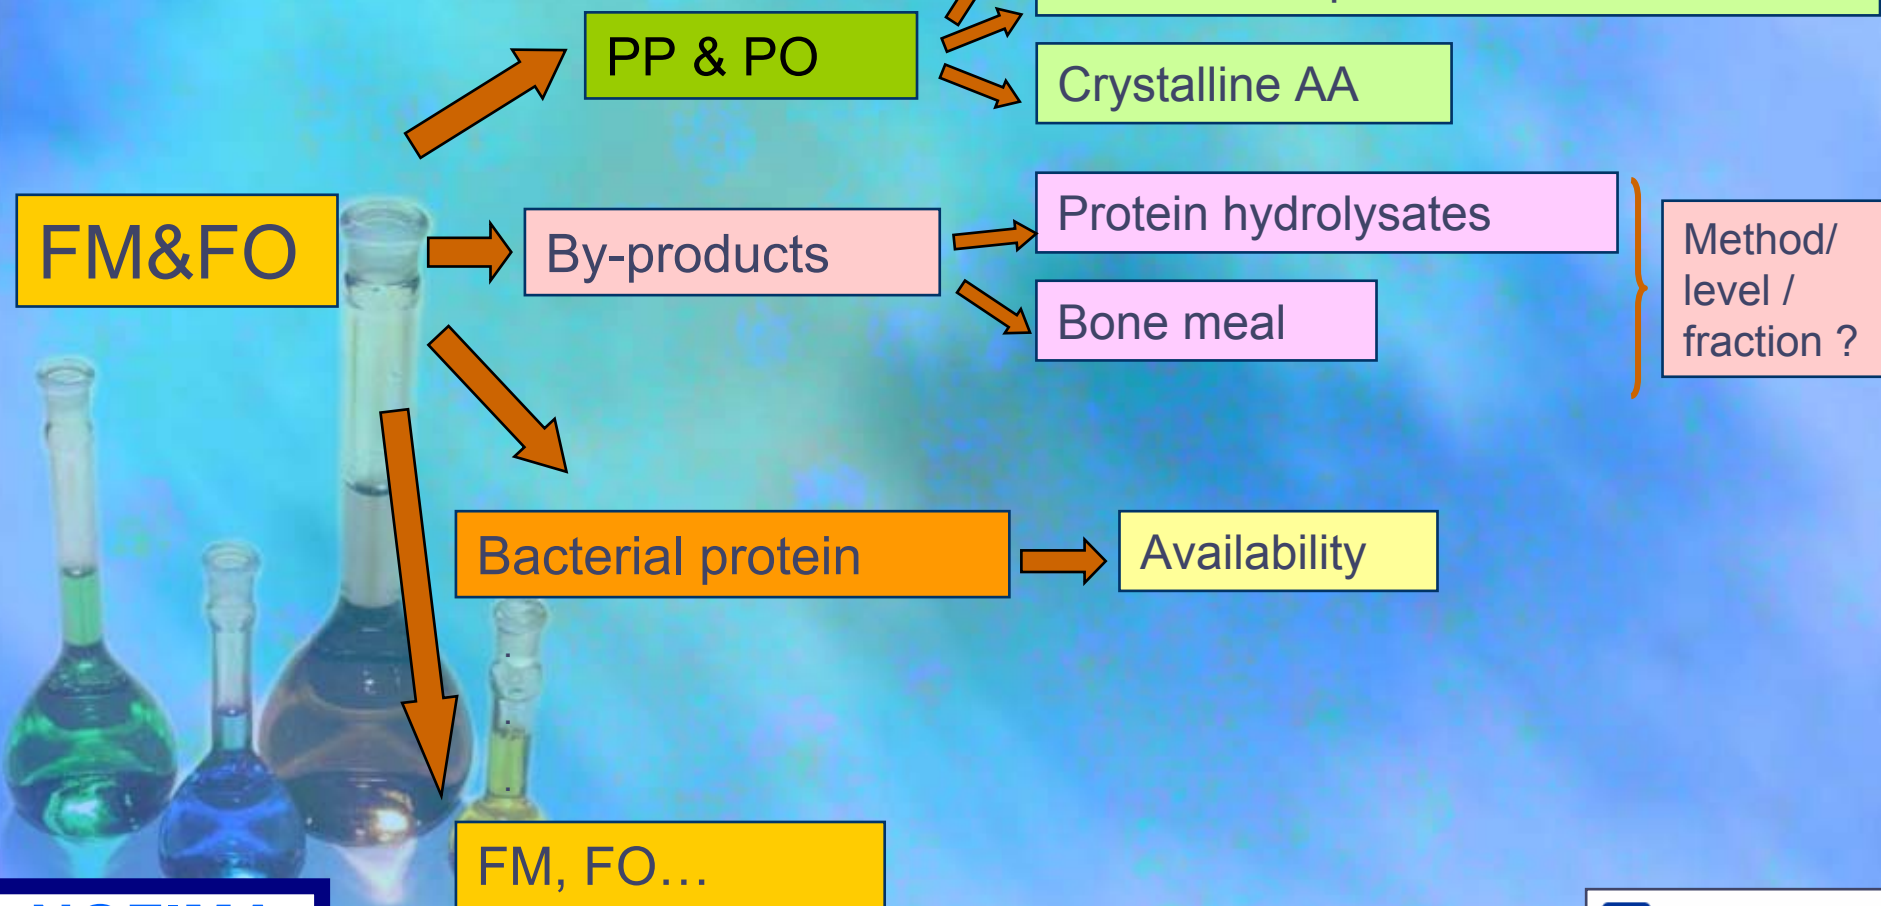 PP & PO
Crystalline AA
FM&FO
By-products
Protein hydrolysates
Bone meal
Method/
level /
fraction ?
Bacterial protein
Availability
FM, FO…